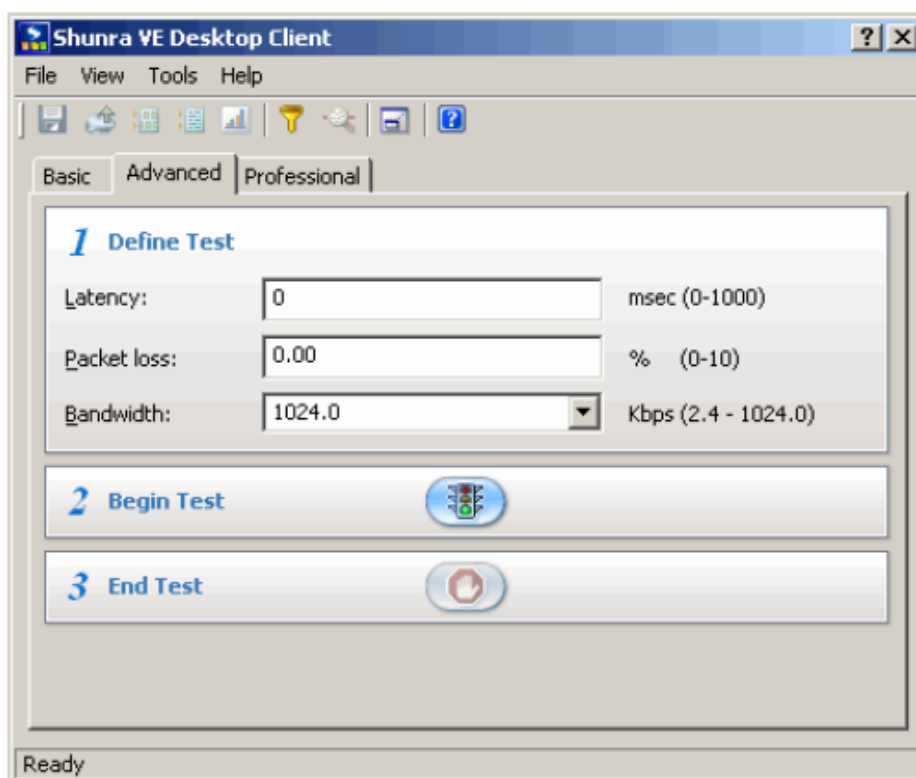 Shunra VE Desktop Client
File View Tools Help
Basic Advanced Professional
1 Define Test
Latency: 0 msec (0-1000)
Packet loss: 0.00 % (0-10)
Bandwidth: 1024.0 Kbps (2.4 - 1024.0)
2 Begin Test
3 End Test
Ready